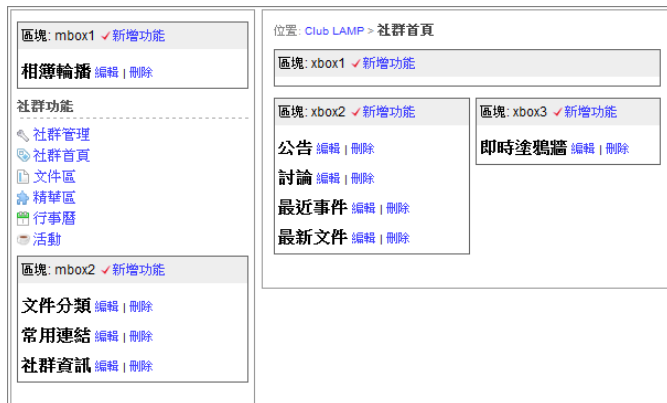 區塊: mbox1 新增功能
相簿輪播 編輯 | 刪除
社群功能
社群管理
社群首頁
文件區
精華區
行事曆
活動
區塊: mbox2 新增功能
文件分類 編輯 | 刪除
常用連結 編輯 | 刪除
社群資訊 編輯 | 刪除
位置: Club LAMP > 社群首頁
區塊: xbox1 新增功能
區塊: xbox2 新增功能
公告 編輯 | 刪除
討論 編輯 | 刪除
最近事件 編輯 | 刪除
最新文件 編輯 | 刪除
區塊: xbox3 新增功能
即時塗鴉牆 編輯 | 刪除